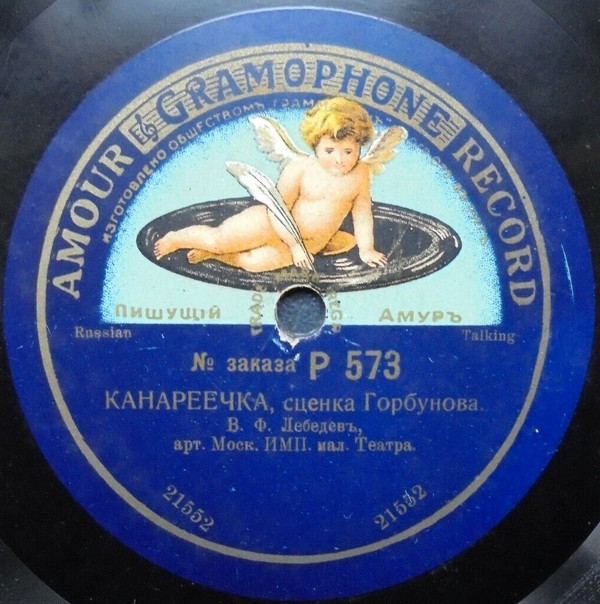 AMOUR GRAMOPHONE RECORD
ИЗГОТОВЛЕНО ОБЩЕСТВОМЪ
ПИШУЩІЙ АМУРЪ
TRADE
Russian Talking
№ заказа Р 573
КАНАРЕЕЧКА, сценка Горбунова.
В. Ф. Лебедевъ,
арт. Моск. ИМП. мал. Театра.
21552 21552